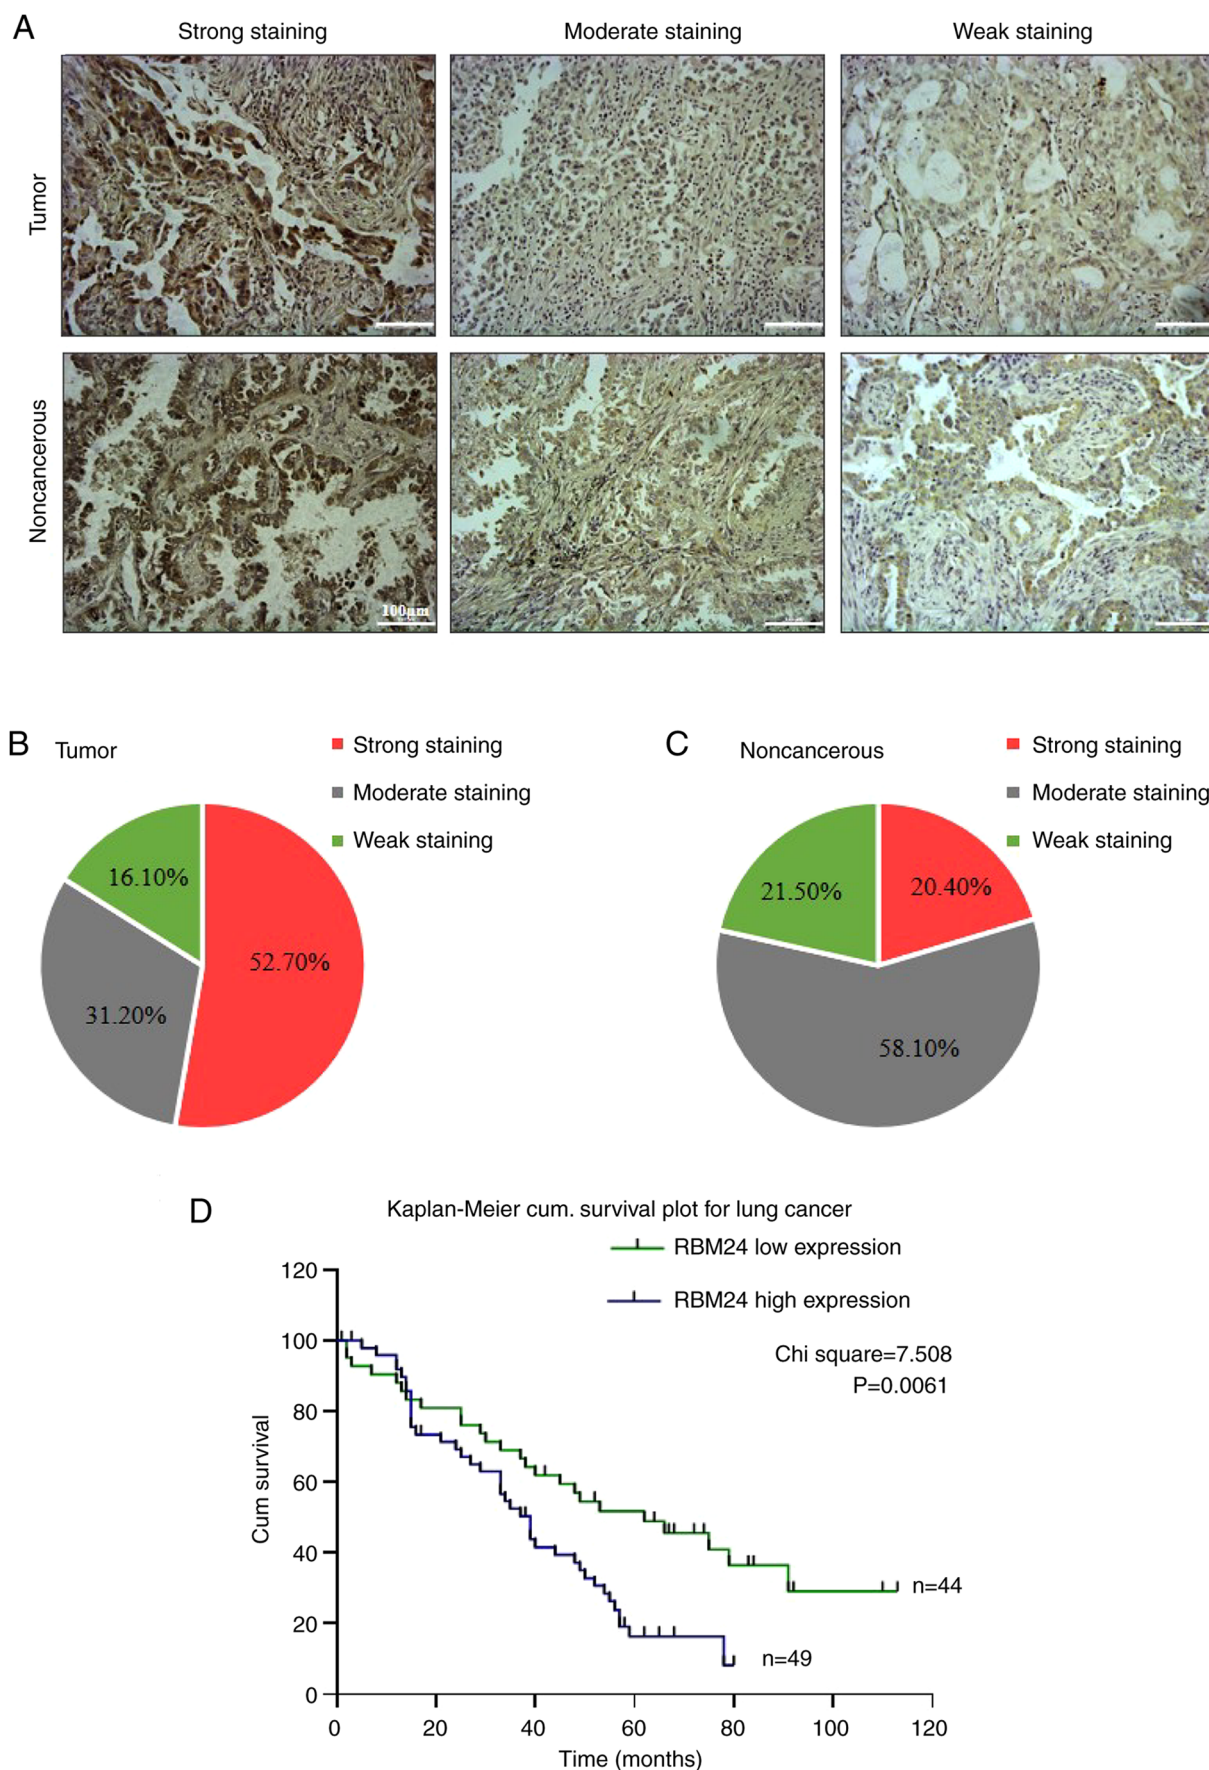 A
Strong staining
Moderate staining
Weak staining
Tumor
Noncancerous
100µm
B
Tumor
Strong staining
Moderate staining
Weak staining
16.10%
52.70%
31.20%
C
Noncancerous
Strong staining
Moderate staining
Weak staining
21.50%
20.40%
58.10%
D
Kaplan-Meier cum. survival plot for lung cancer
RBM24 low expression
RBM24 high expression
Chi square=7.508
P=0.0061
120
100
80
60
40
20
0
Cum survival
n=44
n=49
0 20 40 60 80 100 120
Time (months)